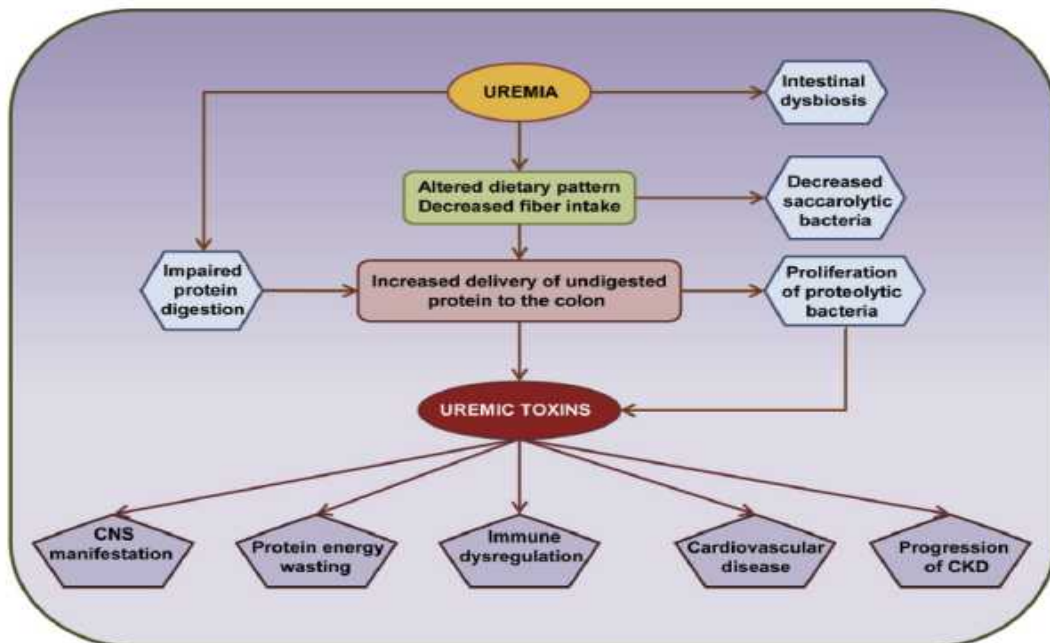 UREMIA
Intestinal
dysbiosis
Altered dietary pattern
Decreased fiber intake
Decreased
saccarolytic
bacteria
Impaired
protein
digestion
Increased delivery of undigested
protein to the colon
Proliferation
of proteolytic
bacteria
UREMIC TOXINS
CNS
manifestation
Protein energy
wasting
Immune
dysregulation
Cardiovascular
disease
Progression
of CKD